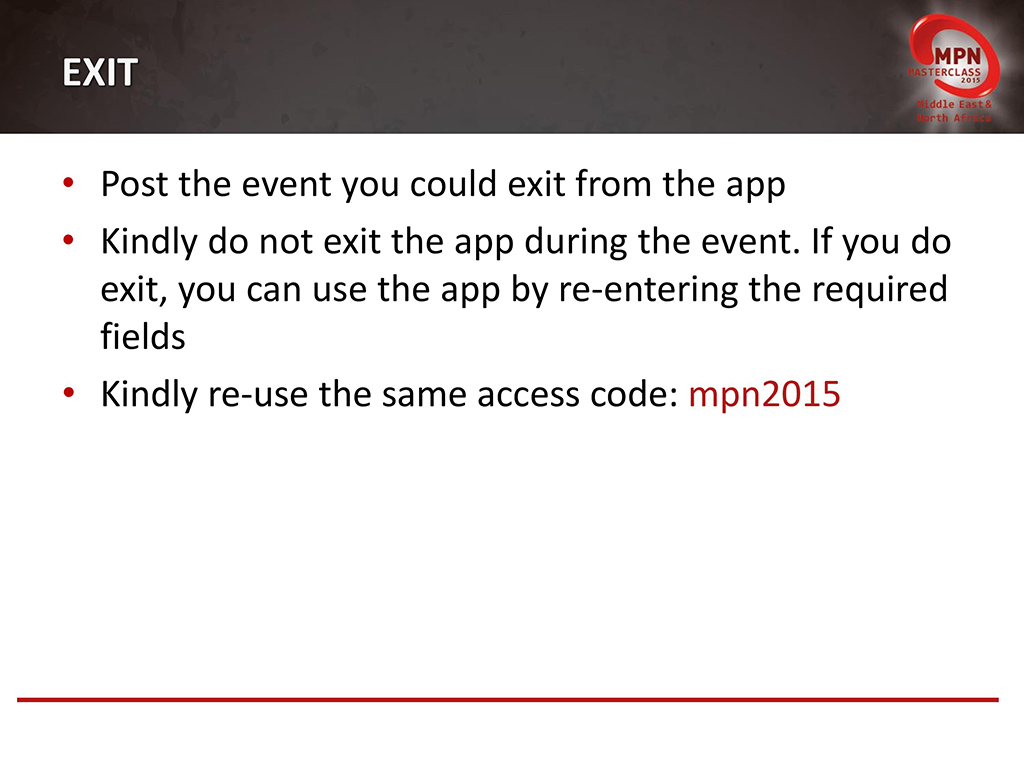 EXIT
MPN
MASTERCLASS
2015
Middle East &
North Africa
• Post the event you could exit from the app
• Kindly do not exit the app during the event. If you do
exit, you can use the app by re-entering the required
fields
• Kindly re-use the same access code: mpn2015